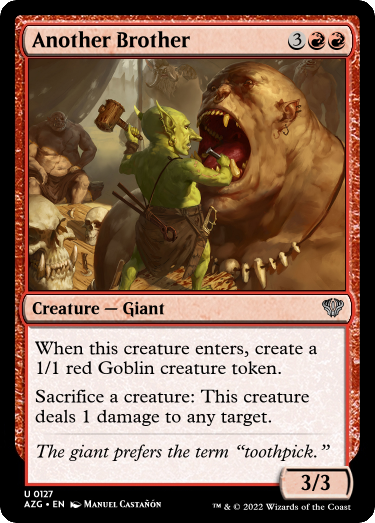 Another Brother 3
Creature — Giant
When this creature enters, create a
1/1 red Goblin creature token.
Sacrifice a creature: This creature
deals 1 damage to any target.
The giant prefers the term “toothpick.”
3/3
U 0127
AZG • EN Manuel Castañón
™ & © 2022 Wizards of the Coast